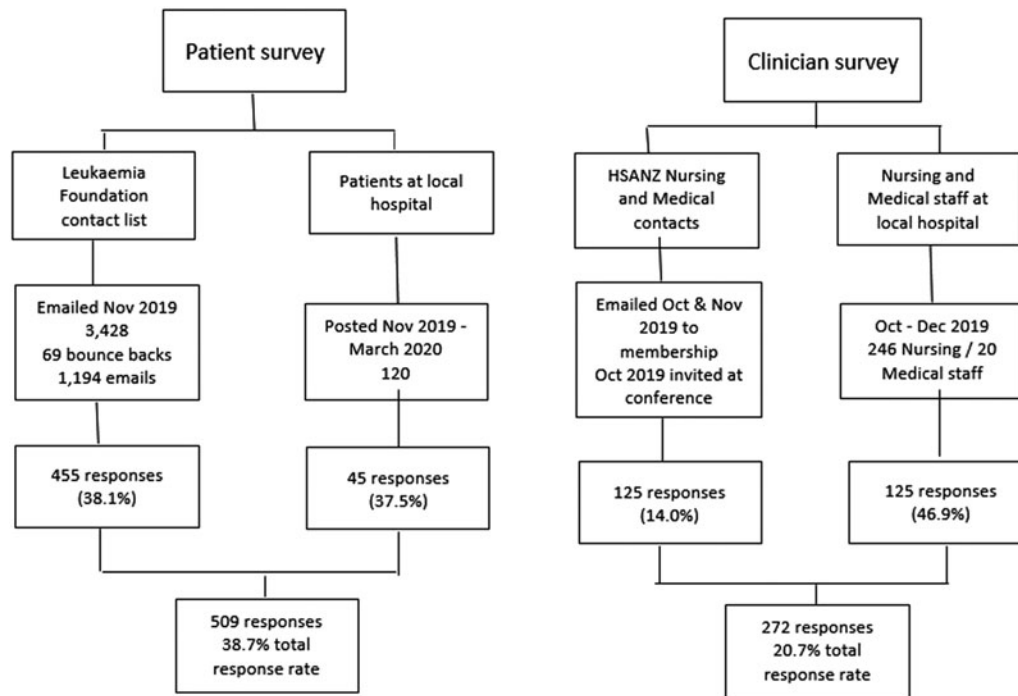 Patient survey
Leukaemia
Foundation
contact list
Patients at local
hospital
Emailed Nov 2019
3,428
69 bounce backs
1,194 emails
Posted Nov 2019 -
March 2020
120
455 responses
(38.1%)
45 responses
(37.5%)
509 responses
38.7% total
response rate
Clinician survey
HSANZ Nursing
and Medical
contacts
Nursing and
Medical staff at
local hospital
Emailed Oct & Nov
2019 to
membership
Oct 2019 invited at
conference
Oct - Dec 2019
246 Nursing / 20
Medical staff
125 responses
(14.0%)
125 responses
(46.9%)
272 responses
20.7% total
response rate